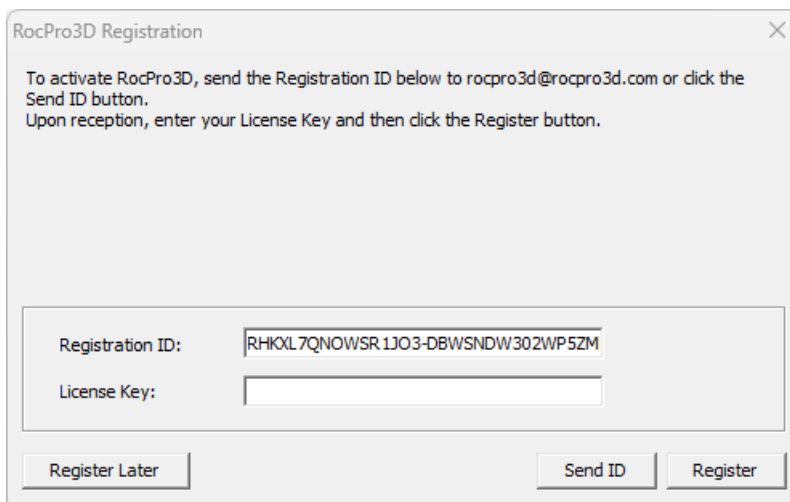 RocPro3D Registration
To activate RocPro3D, send the Registration ID below to rocpro3d@rocpro3d.com or click the
Send ID button.
Upon reception, enter your License Key and then click the Register button.
Registration ID: RHKXL7QNOWSR1JO3-DBWSNDW302WP5ZM
License Key:
Register Later Send ID Register